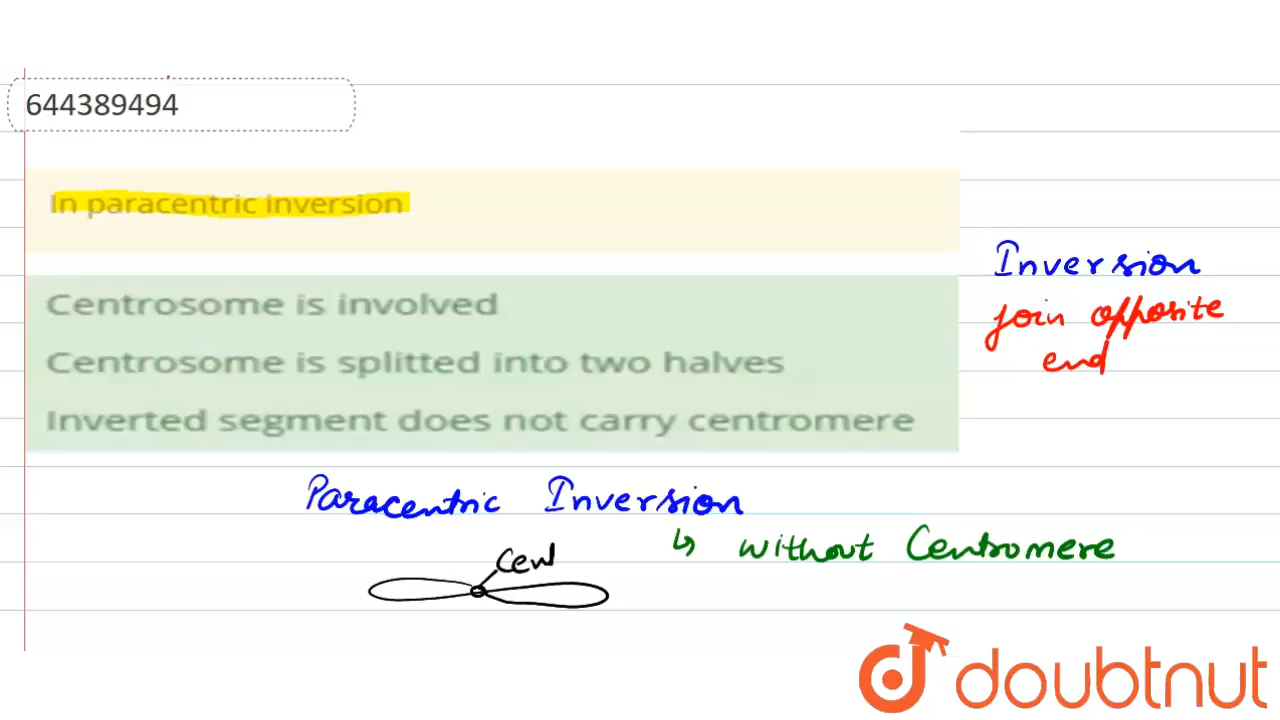 644389494
In paracentric inversion
Centrosome is involved
Centrosome is splitted into two halves
Inverted segment does not carry centromere
Inversion
join opposite
end
Paracentric Inversion
↳ without Centromere
Cent
doubtnut